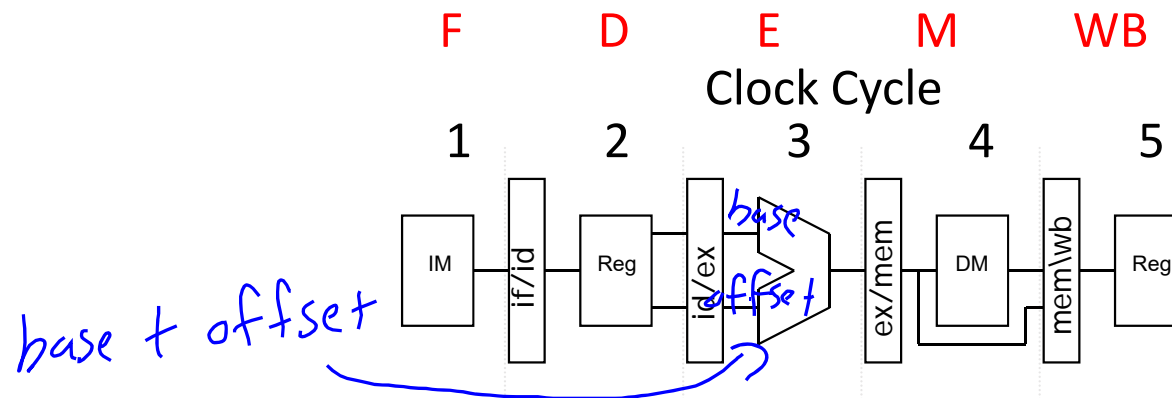 F D E M WB
Clock Cycle
1 2 3 4 5
IM if/id Reg id/ex base offset ex/mem DM mem\wb Reg
base + offset